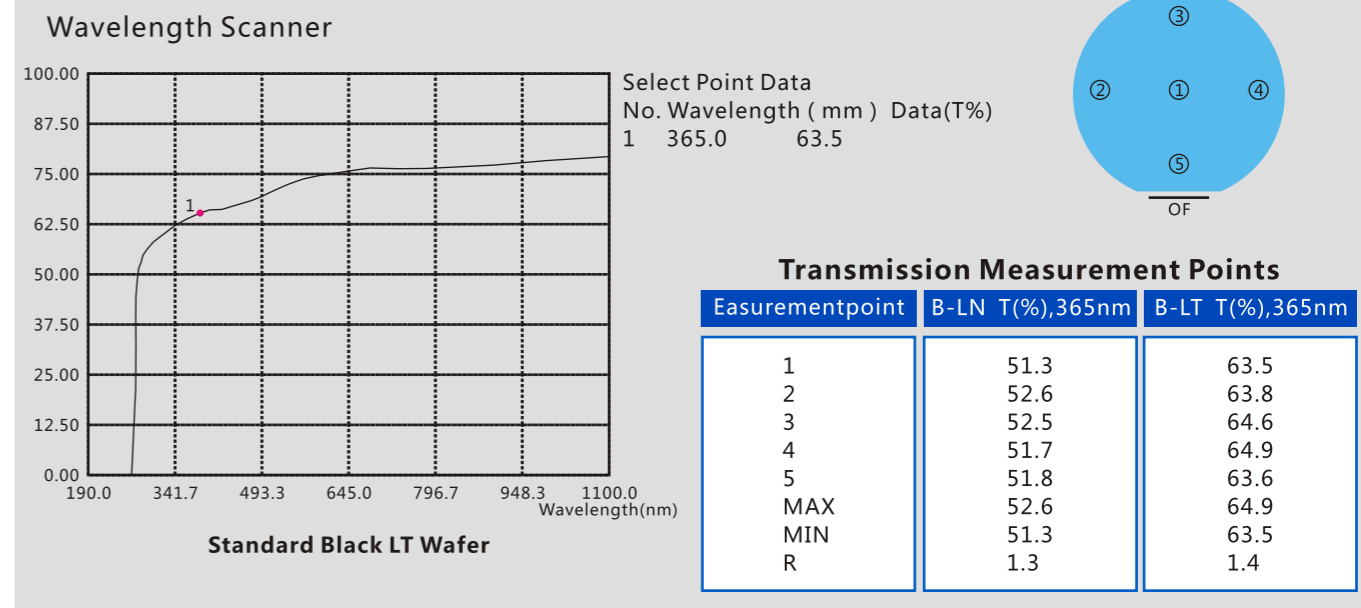 Wavelength Scanner
100.00
87.50
75.00
62.50
50.00
37.50
25.00
12.50
0.00
1
190.0 341.7 493.3 645.0 796.7 948.3 1100.0
Wavelength(nm)
Standard Black LT Wafer
Select Point Data
No. Wavelength ( mm ) Data(T%)
1 365.0 63.5
③
② ① ④
⑤
OF
Transmission Measurement Points
Easurementpoint B-LN T(%),365nm B-LT T(%),365nm
1 51.3 63.5
2 52.6 63.8
3 52.5 64.6
4 51.7 64.9
5 51.8 63.6
MAX 52.6 64.9
MIN 51.3 63.5
R 1.3 1.4